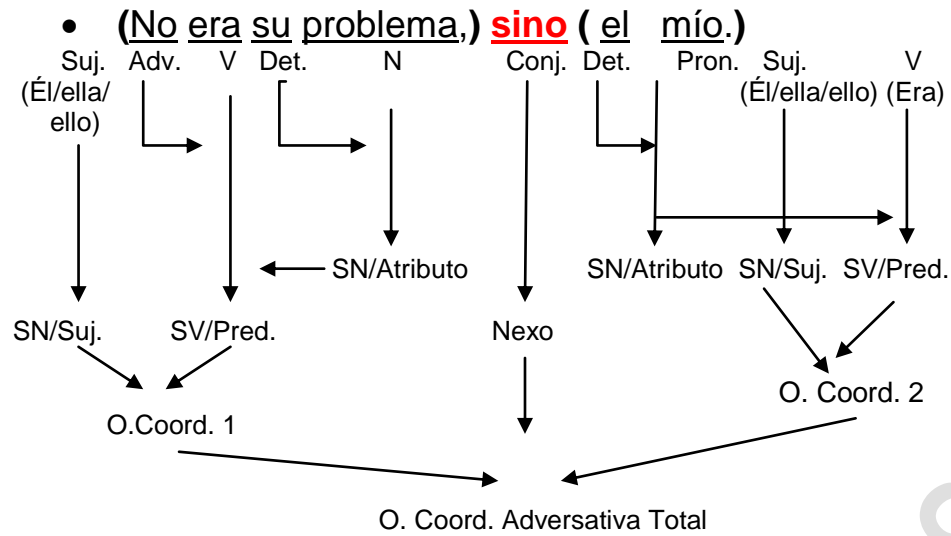 • (No era su problema,) sino ( el mío.)
Suj. Adv. V Det. N Conj. Det. Pron. Suj. V
(Él/ella/ (Él/ella/ello) (Era)
ello)
SN/Atributo SN/Atributo SN/Suj. SV/Pred.
SN/Suj. SV/Pred. Nexo
O. Coord. 2
O.Coord. 1
O. Coord. Adversativa Total